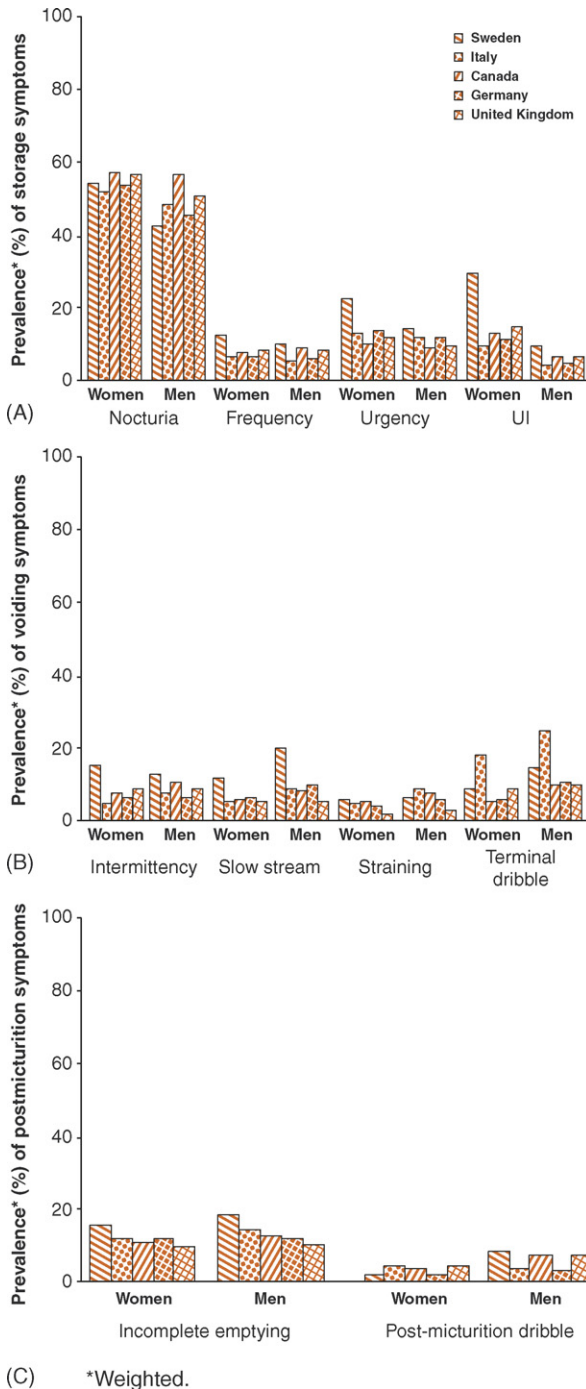 Prevalence* (%) of storage symptoms
100
80
60
40
20
0
Sweden
Italy
Canada
Germany
United Kingdom
Women Men Women Men Women Men Women Men
Nocturia Frequency Urgency UI
(A)
Prevalence* (%) of voiding symptoms
100
80
60
40
20
0
Women Men Women Men Women Men Women Men
Intermittency Slow stream Straining Terminal
dribble
(B)
Prevalence* (%) of postmicturition symptoms
100
80
60
40
20
0
Women Men Women Men
Incomplete emptying Post-micturition dribble
(C) *Weighted.